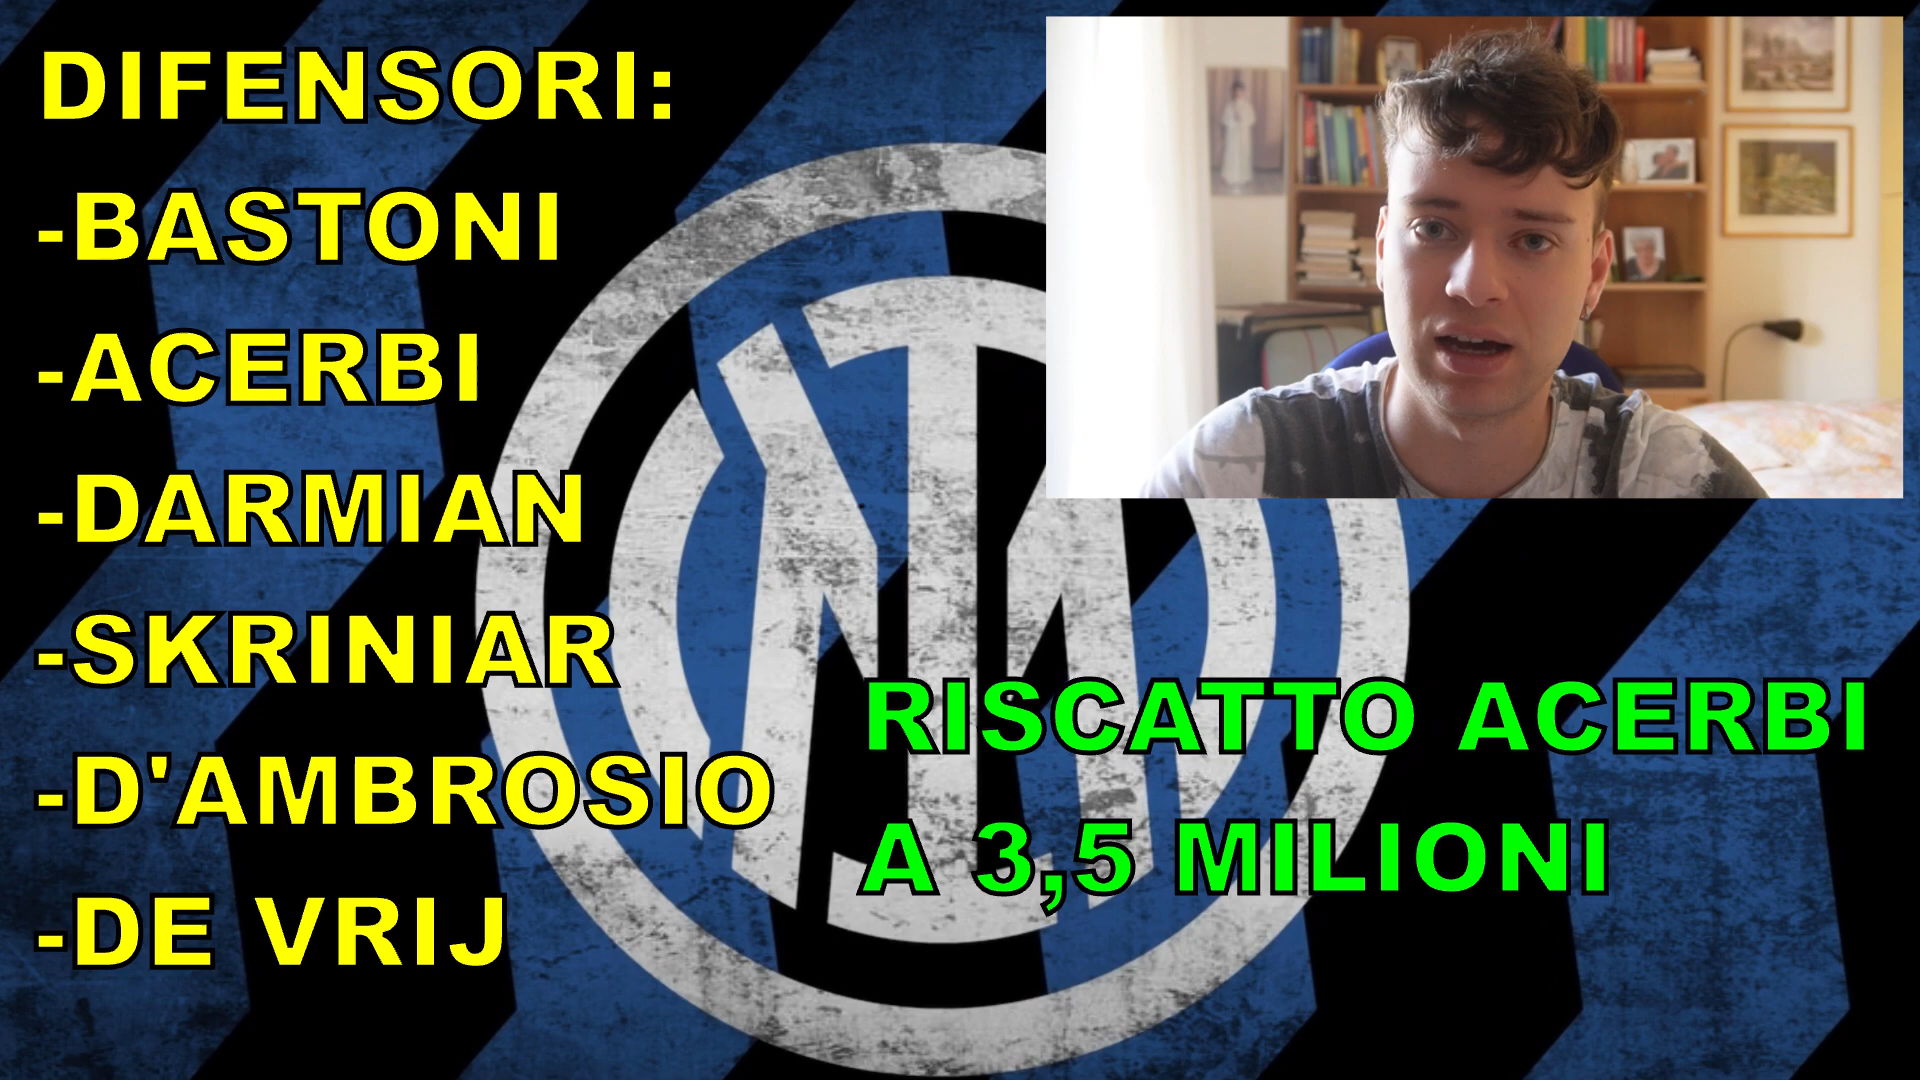 DIFENSORI:
-BASTONI
-ACERBI
-DARMIAN
-SKRINIAR
-D'AMBROSIO
-DE VRIJ
RISCATTO ACERBI
A 3,5 MILIONI